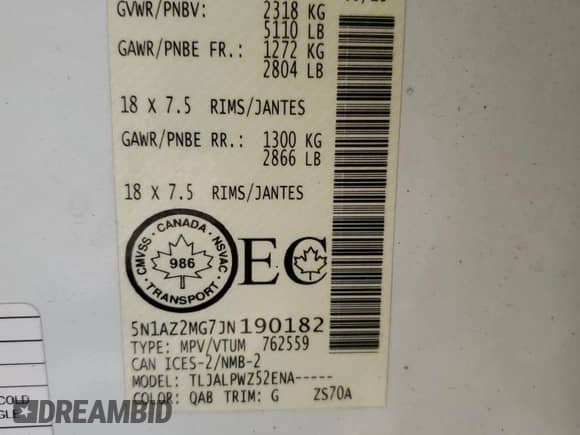 GVWR/PNBV: 2318 KG
5110 LB
GAWR/PNBE FR.: 1272 KG
2804 LB
18 X 7.5 RIMS/JANTES
GAWR/PNBE RR.: 1300 KG
2866 LB
18 X 7.5 RIMS/JANTES
CMVSS · CANADA · NSVAC · TRANSPORT ·
986
EC
5N1AZ2MG7JN190182
TYPE: MPV/VTUM 762559
CAN ICES-2/NMB-2
MODEL: TLJALPWZ52ENA-----
COLOR: QAB TRIM: G ZS70A
COLD
DREAMBID